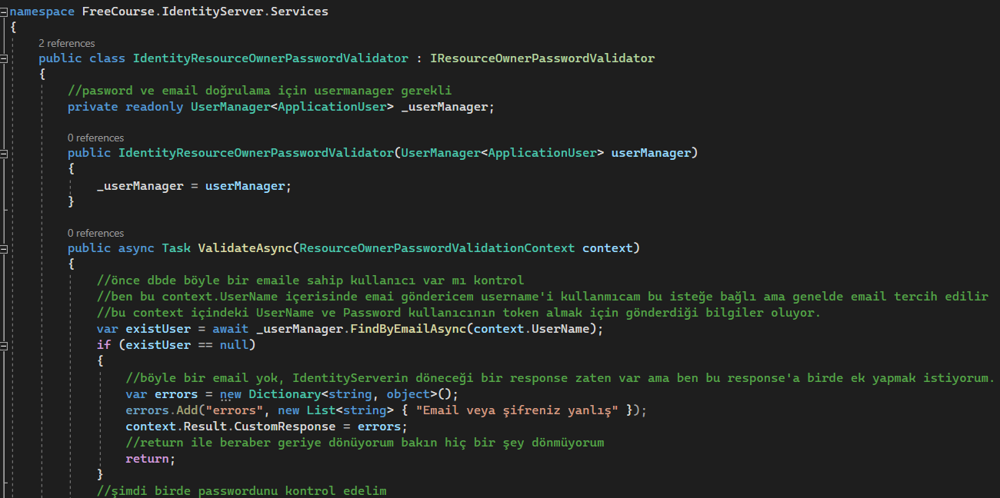 namespace FreeCourse.IdentityServer.Services
{
2 references
public class IdentityResourceOwnerPasswordValidator : IResourceOwnerPasswordValidator
{
//pasword ve email doğrulama için usermanager gerekli
private readonly UserManager<ApplicationUser> _userManager;
0 references
public IdentityResourceOwnerPasswordValidator(UserManager<ApplicationUser> userManager)
{
_userManager = userManager;
}
0 references
public async Task ValidateAsync(ResourceOwnerPasswordValidationContext context)
{
//önce dbde böyle bir emaile sahip kullanıcı var mı kontrol
//ben bu context.UserName içerisinde emai göndericem username'i kullanmıcam bu isteğe bağlı ama genelde email tercih edilir
//bu context içindeki UserName ve Password kullanıcının token almak için gönderdiği bilgiler oluyor.
var existUser = await _userManager.FindByEmailAsync(context.UserName);
if (existUser == null)
{
//böyle bir email yok, IdentityServerin döneceği bir response zaten var ama ben bu response'a birde ek yapmak istiyorum.
var errors = new Dictionary<string, object>();
errors.Add("errors", new List<string> { "Email veya şifreniz yanlış" });
context.Result.CustomResponse = errors;
//return ile beraber geriye dönüyorum bakın hiç bir şey dönmüyorum
return;
}
//şimdi birde passwordunu kontrol edelim